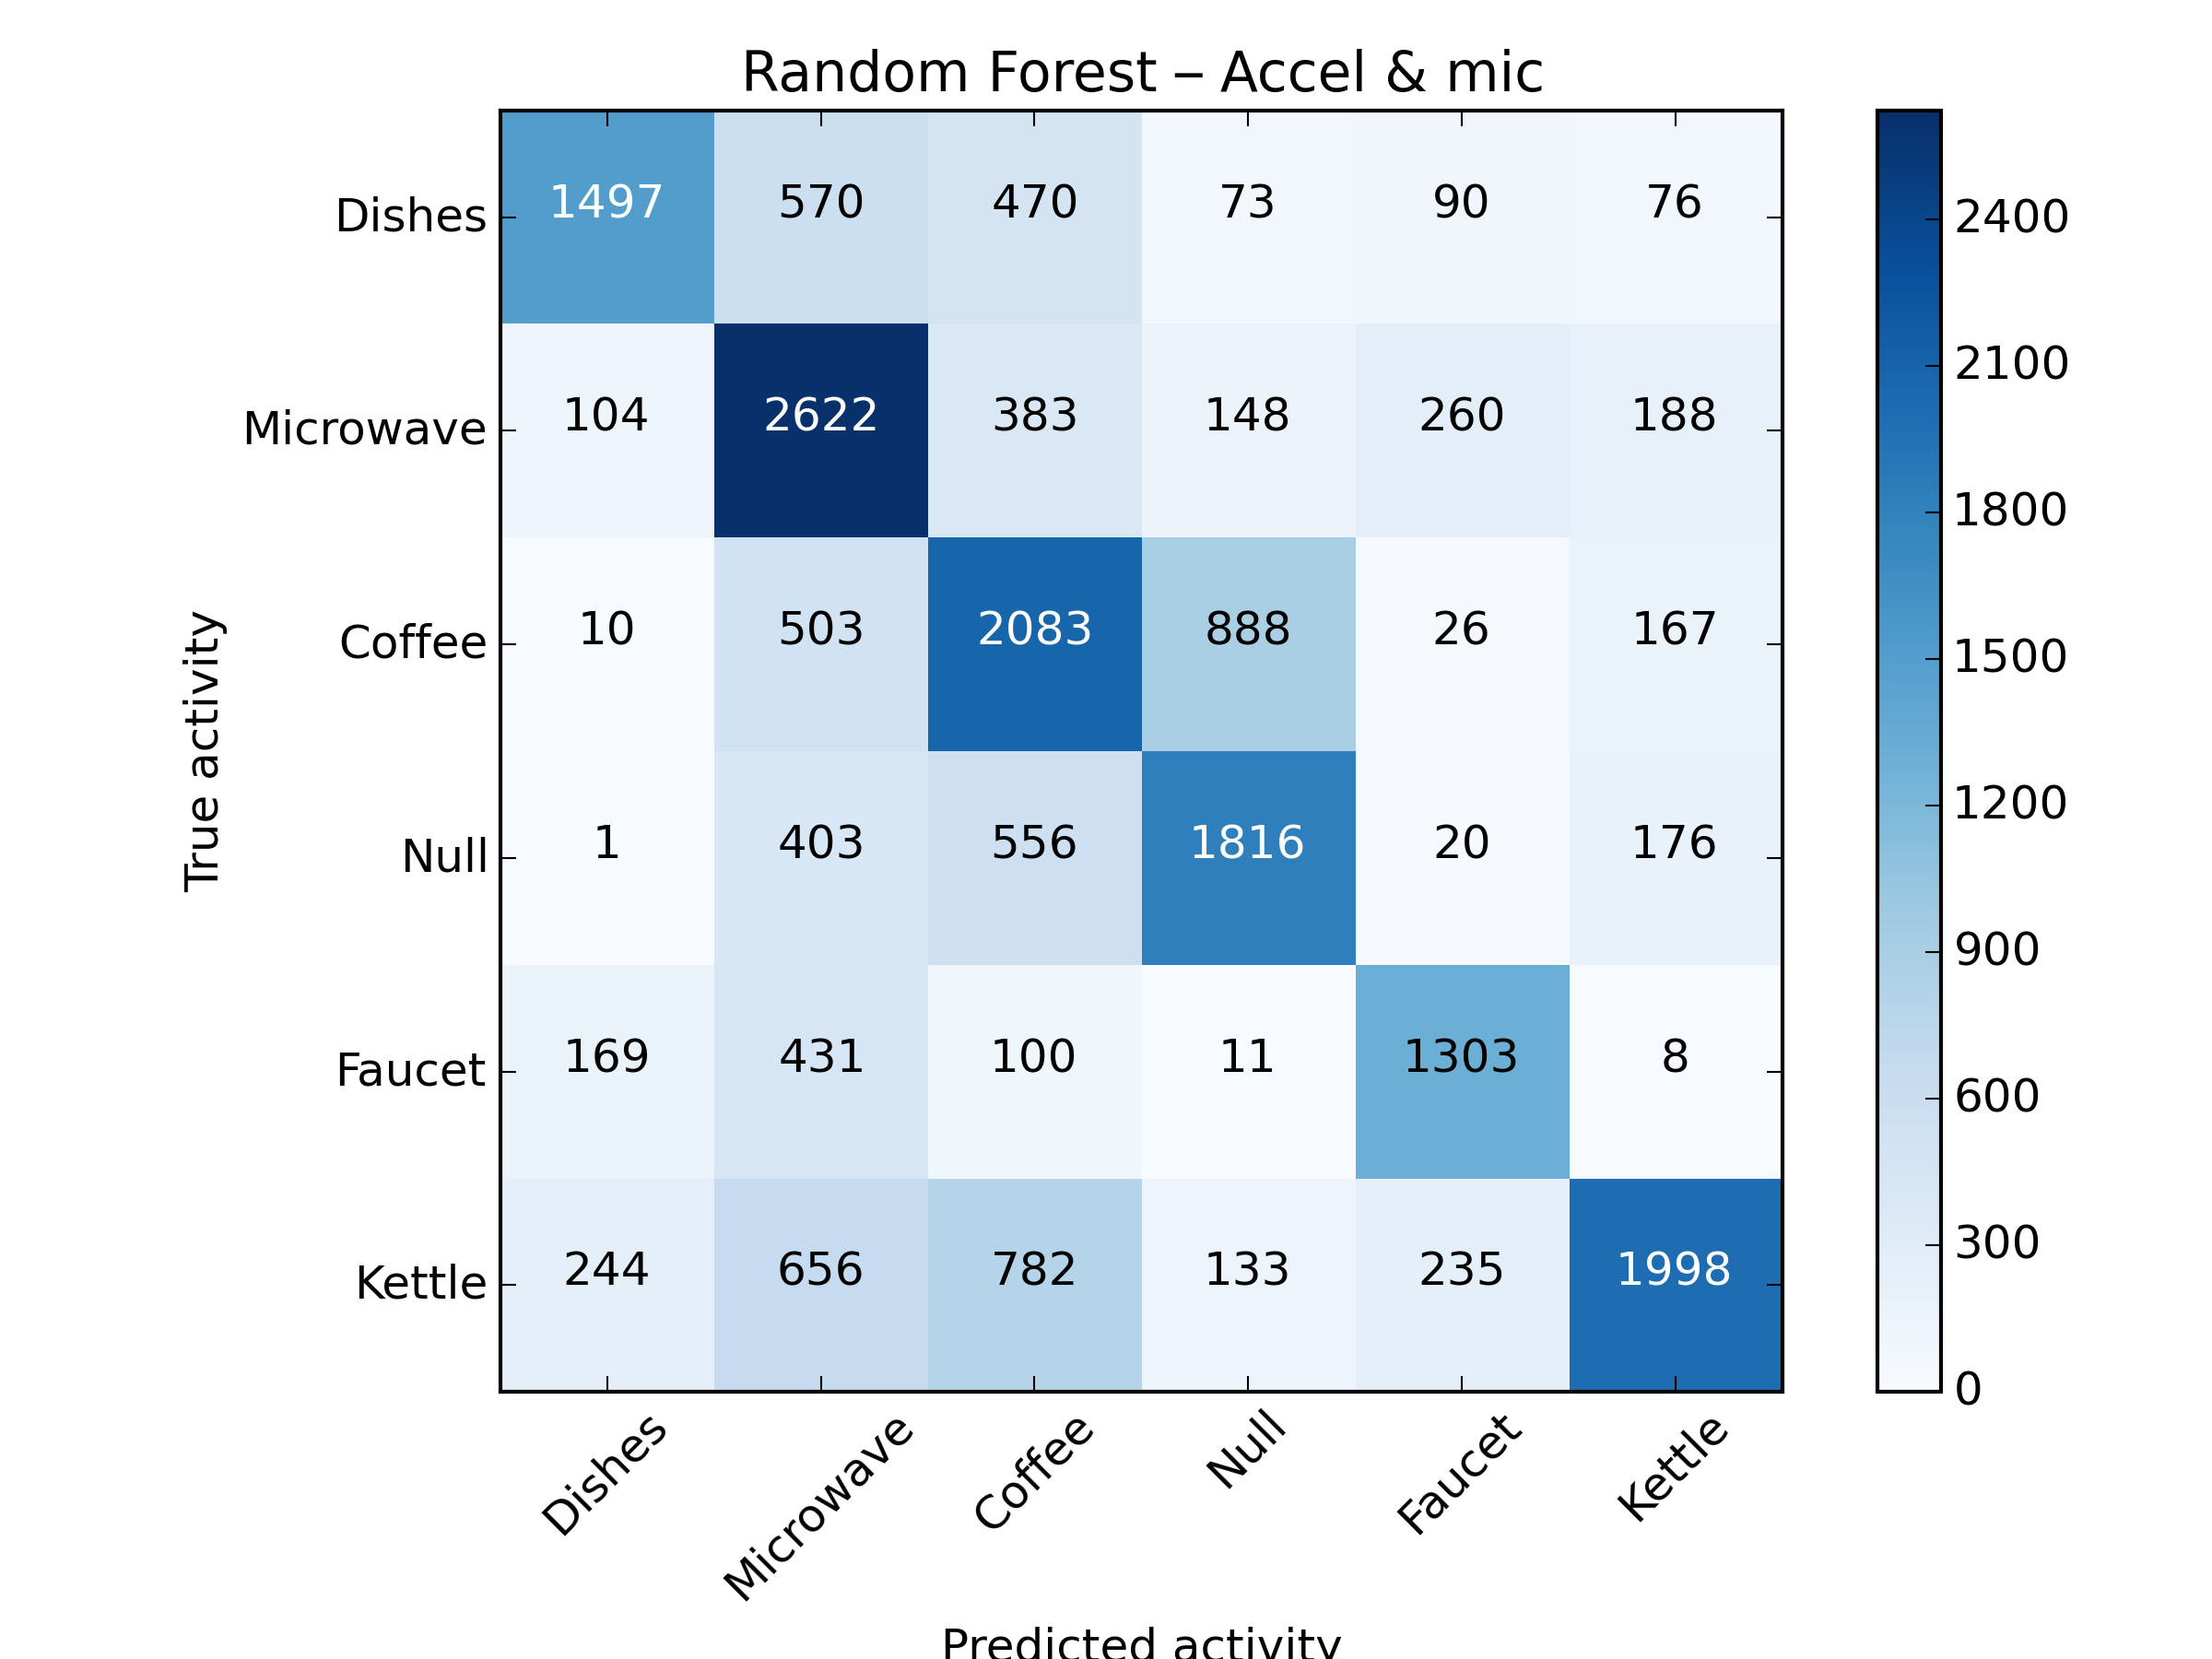 Random Forest – Accel & mic
Dishes 1497 570 470 73 90 76
Microwave 104 2622 383 148 260 188
Coffee 10 503 2083 888 26 167
Null 1 403 556 1816 20 176
Faucet 169 431 100 11 1303 8
Kettle 244 656 782 133 235 1998
True activity
Dishes Microwave Coffee Null Faucet Kettle
Predicted activity
2400
2100
1800
1500
1200
900
600
300
0